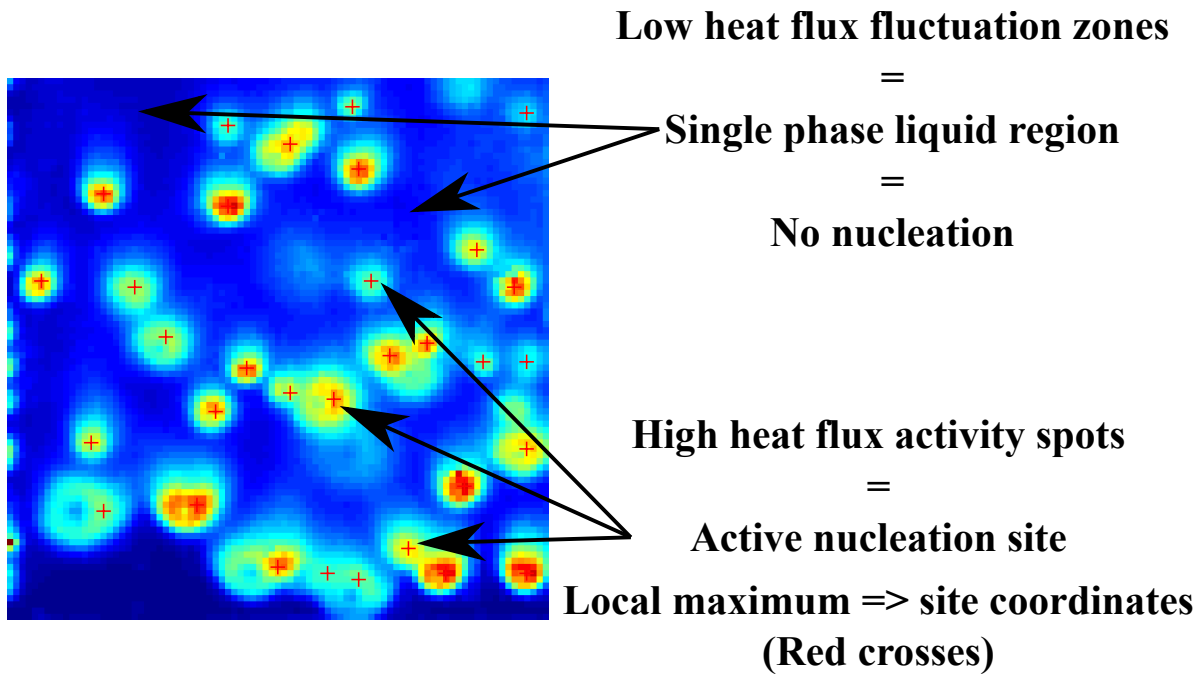 Low heat flux fluctuation zones
=
Single phase liquid region
=
No nucleation
High heat flux activity spots
=
Active nucleation site
Local maximum => site coordinates
(Red crosses)